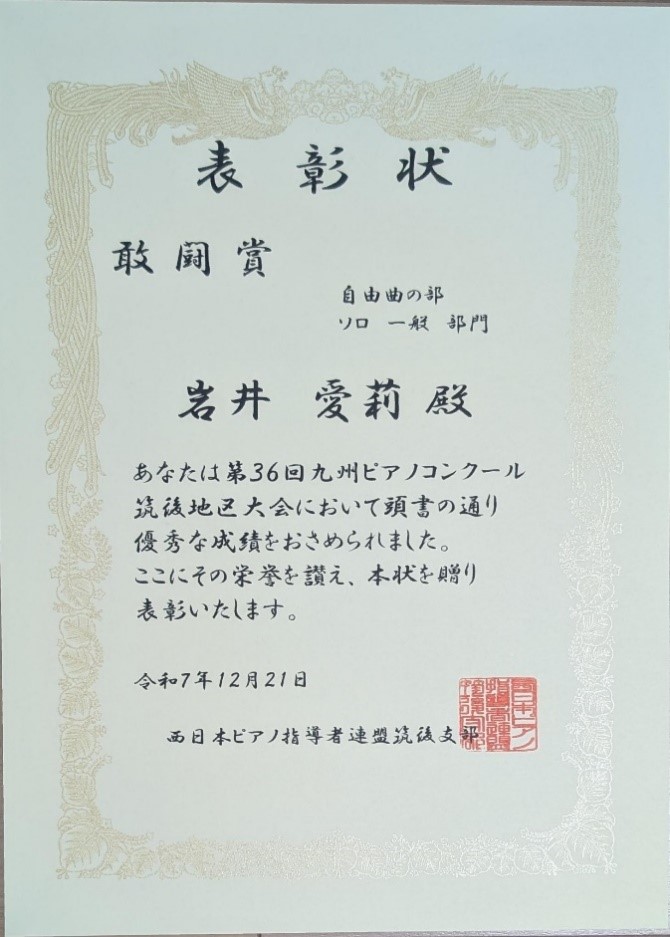 表彰状
敢闘賞
自由曲の部
ソロ 一般 部門
岩井 愛莉 殿
あなたは第36回九州ピアノコンクール
筑後地区大会において頭書の通り
優秀な成績をおさめられました。
ここにその栄誉を讃え、本状を贈り
表彰いたします。
令和7年12月21日
西日本ピアノ指導者連盟筑後支部